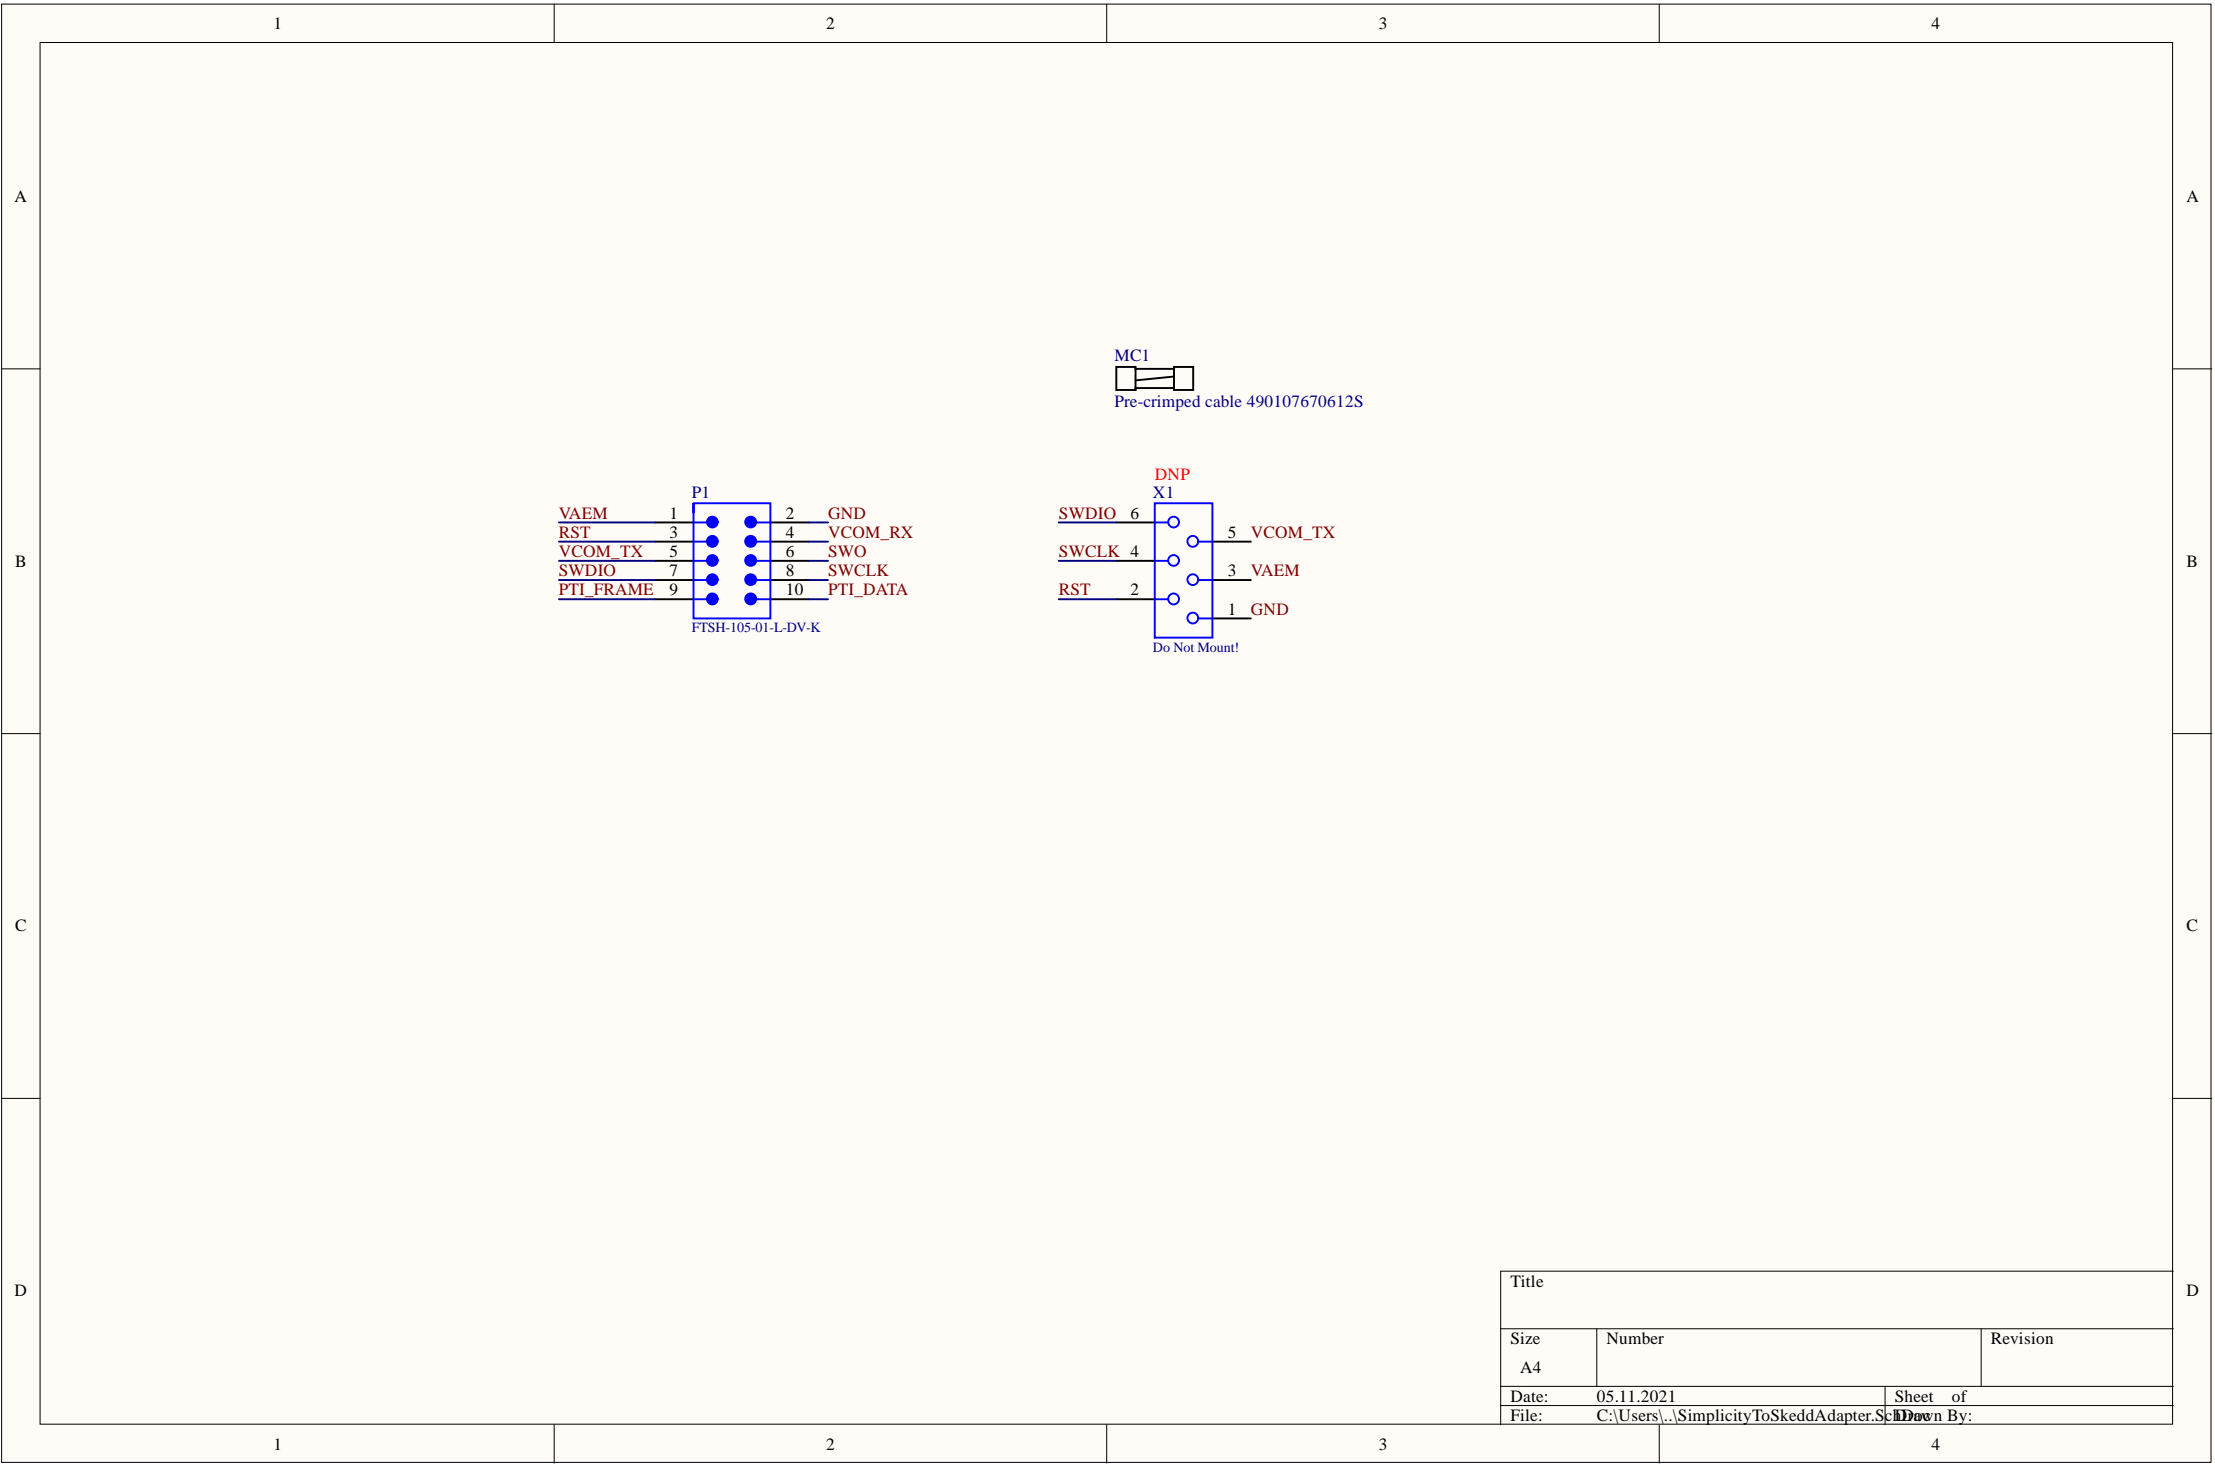 1 2 3 4
A A
MC1
Pre-crimped cable 490107670612S
DNP
P1 X1
VAEM 1 2 GND SWDIO 6
RST 3 4 VCOM_RX 5 VCOM_TX
VCOM_TX 5 6 SWO SWCLK 4
B B
SWDIO 7 8 SWCLK 3 VAEM
PTI_FRAME 9 10 PTI_DATA RST 2
1 GND
FTSH-105-01-L-DV-K
Do Not Mount!
C C
D D
Title
Size Number Revision
A4
Date: 05.11.2021 Sheet of
File: C:\Users\..\SimplicityToSkeddAdapter.SchDoc Drawn By:
1 2 3 4